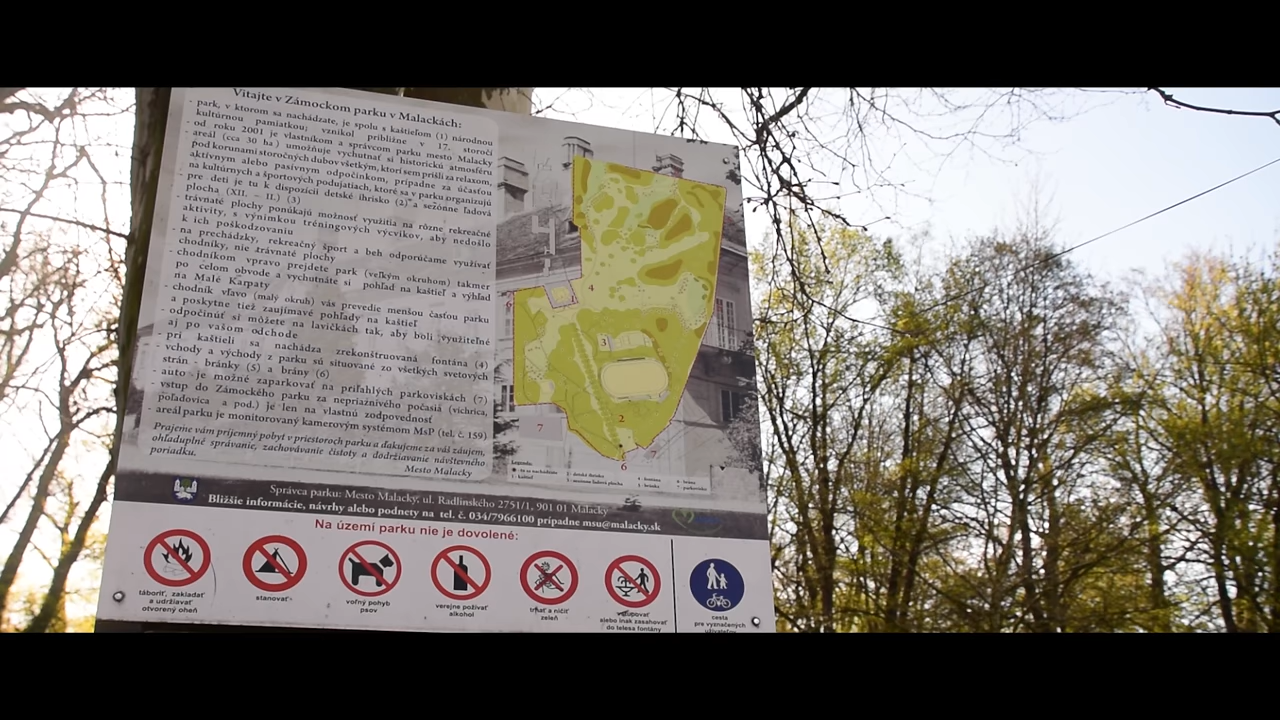 Vitajte v Zámockom parku v Malackách:
- park, v ktorom sa nachádzate, je spolu s kaštieľom (1) národnou
kultúrnou pamiatkou; vznikol približne v 17. storočí
- od roku 2001 je vlastníkom a správcom parku mesto Malacky
- areál (cca 30 ha) umožňuje vychutnať si historickú atmosféru
pod korunami storočných dubov všetkým, ktorí sem prišli za relaxom,
aktívnym alebo pasívnym odpočinkom, prípadne za účasťou
na kultúrnych a športových podujatiach, ktoré sa v parku organizujú
- pre deti je tu k dispozícii detské ihrisko (2) a sezónne ľadová
plocha (XII. – II.) (3)
- trávnaté plochy ponúkajú možnosť využitia na rôzne rekreačné
aktivity, s výnimkou tréningových výcvikov, aby nedošlo
k ich poškodzovaniu
- na prechádzky, rekreačný šport a beh odporúčame využívať
chodníky, nie trávnaté plochy
- chodníkom vpravo prejdete park (veľkým okruhom) takmer
po celom obvode a vychutnáte si pohľad na kaštieľ a výhľad
na Malé Karpaty
- chodník vľavo (malý okruh) vás prevedie menšou časťou parku
a poskytne tiež zaujímavé pohľady na kaštieľ
- odpočinúť si môžete na lavičkách tak, aby boli využiteľné
aj po vašom odchode
- pri kaštieli sa nachádza zrekonštruovaná fontána (4)
- vchody a východy z parku sú situované zo všetkých svetových
strán - bránky (5) a brány (6)
- auto je možné zaparkovať na priľahlých parkoviskách (7)
- vstup do Zámockého parku za nepriaznivého počasia (víchrica,
poľadovica a pod.) je len na vlastnú zodpovednosť
- areál parku je monitorovaný kamerovým systémom MsP (tel. č. 159)
Prajeme vám príjemný pobyt v priestoroch parku a ďakujeme za váš záujem,
ohľaduplné správanie, zachovávanie čistoty a dodržiavanie návštevného
poriadku.
Mesto Malacky
1
4
3
2
7
7
6
6
Legenda:
Správca parku: Mesto Malacky, ul. Radlinského 2751/1, 901 01 Malacky
Bližšie informácie, návrhy alebo podnety na tel. č. 034/7966100 prípadne msu@malacky.sk
Na území parku nie je dovolené:
táboriť, zakladať
a udržiavať
otvorený oheň
stanovať
voľný pohyb
psov
verejne požívať
alkohol
trhať a ničiť
zeleň
vstupovať
alebo inak zasahovať
do telesa fontány
cesta
pre vyznačených
užívateľov